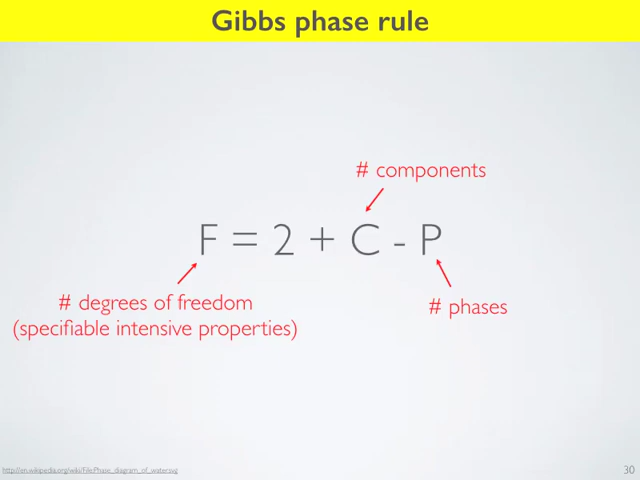 Gibbs phase rule
# components
F = 2 + C - P
# degrees of freedom
(specifiable intensive properties)
# phases
http://en.wikipedia.org/wiki/File:Phase_diagram_of_water.svg
30